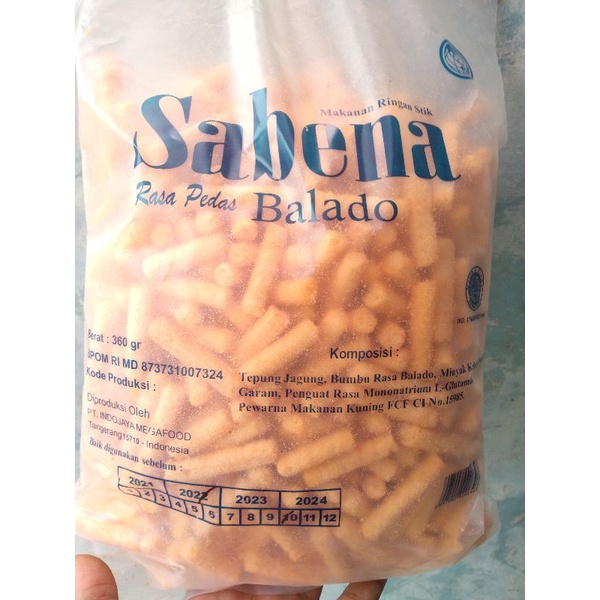 Makanan Ringan Stik
Sabena
Rasa Pedas Balado
Berat : 360 gr
BPOM RI MD 873731007324
Kode Produksi :
Diproduksi Oleh
PT. INDOJAYA MEGAFOOD
Tangerang 15710 - Indonesia
Baik digunakan sebelum :
2021 2022 2023 2024
2 3 4 5 6 7 8 9 10 11 12
Komposisi :
Tepung Jagung, Bumbu Rasa Balado, Minyak
Garam, Penguat Rasa Mononatrium L-Glutamat
Pewarna Makanan Kuning FCF CI No.15985.